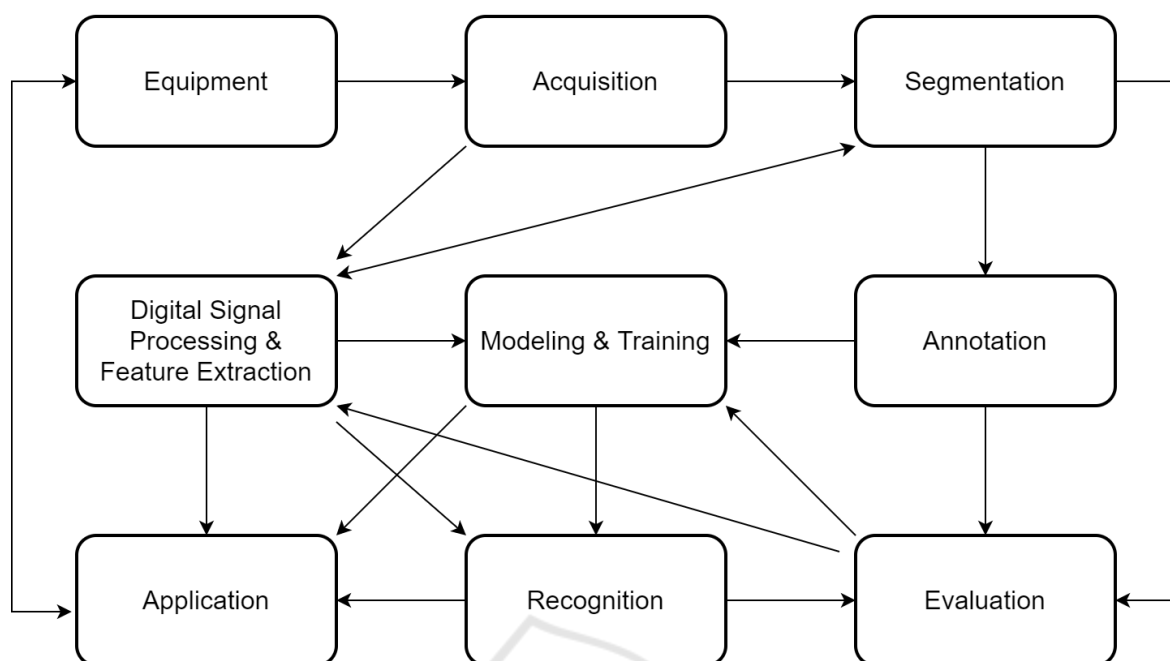 Equipment
Acquisition
Segmentation
Digital Signal
Processing &
Feature Extraction
Modeling & Training
Annotation
Application
Recognition
Evaluation